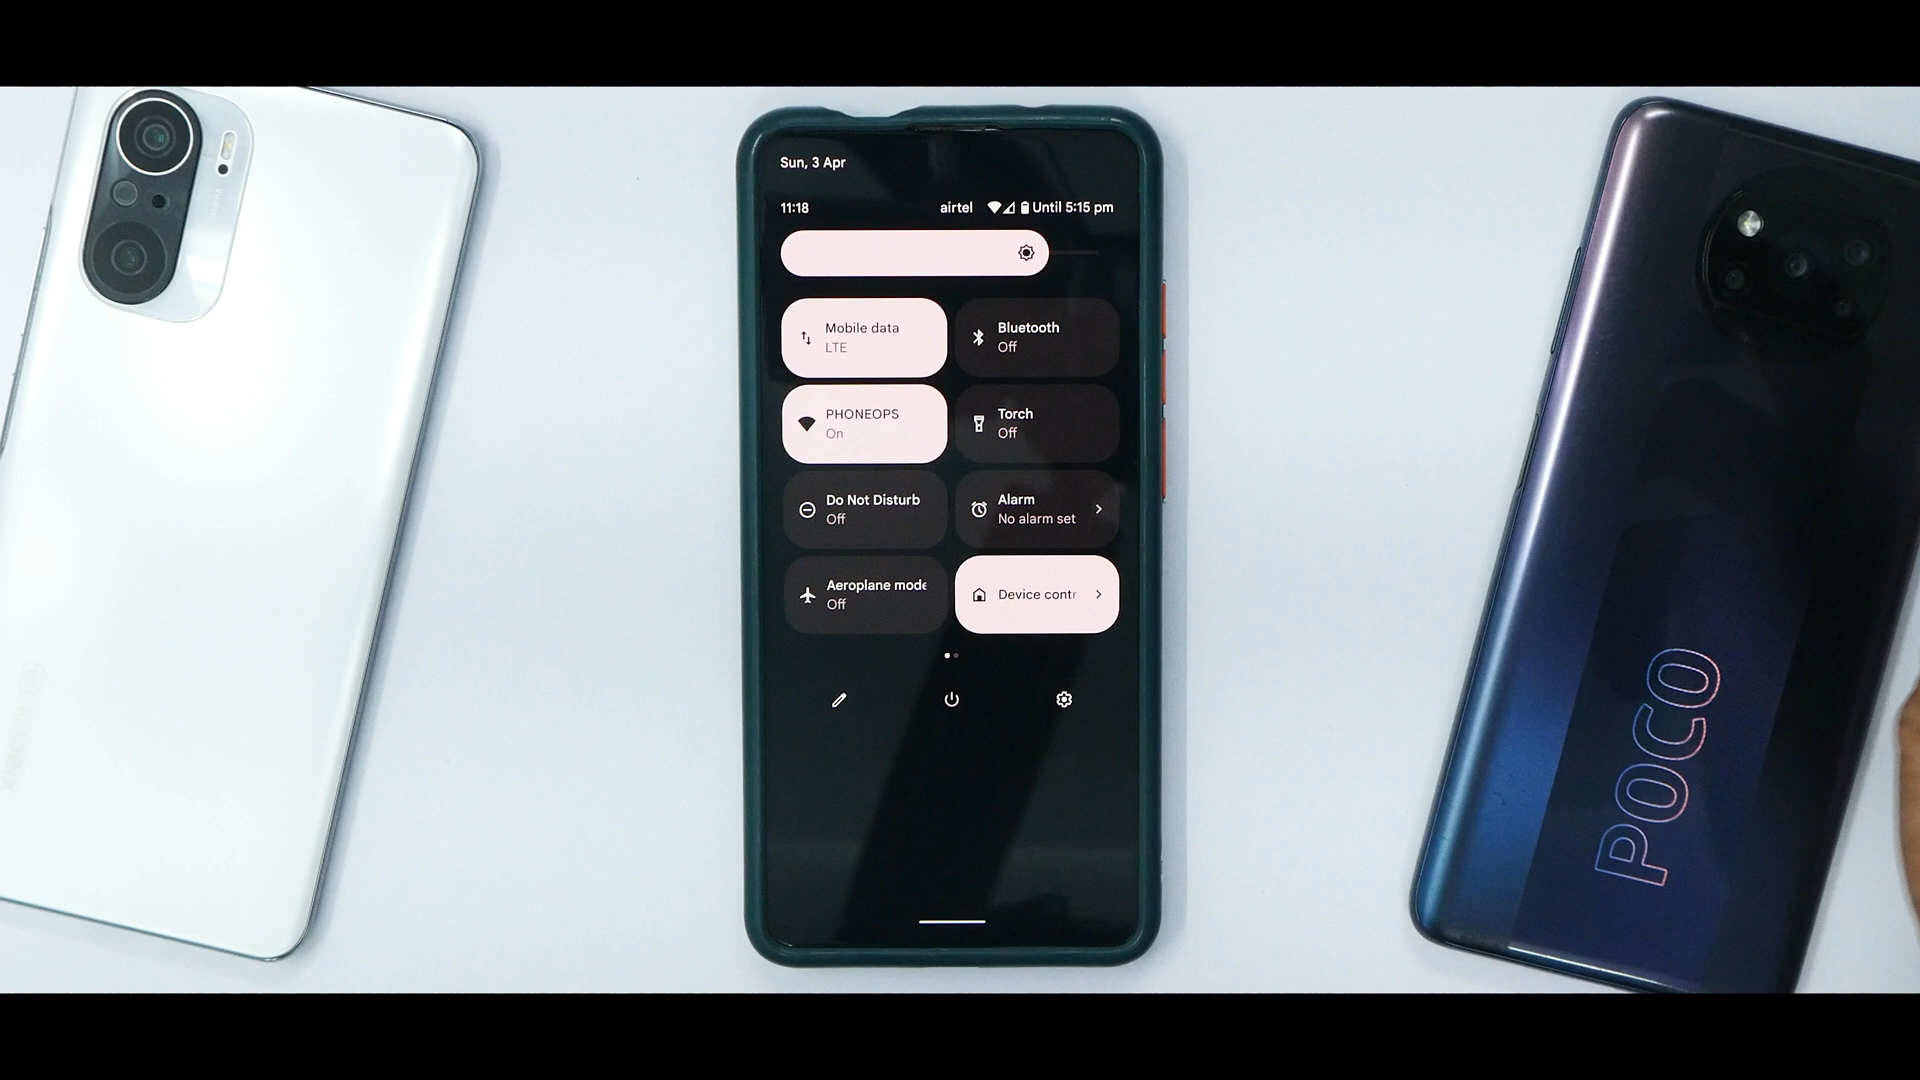 Sun, 3 Apr
11:18
airtel
Until 5:15 pm
Mobile data
LTE
Bluetooth
Off
PHONEOPS
On
Torch
Off
Do Not Disturb
Off
Alarm
No alarm set
Aeroplane mode
Off
Device contr
POCO